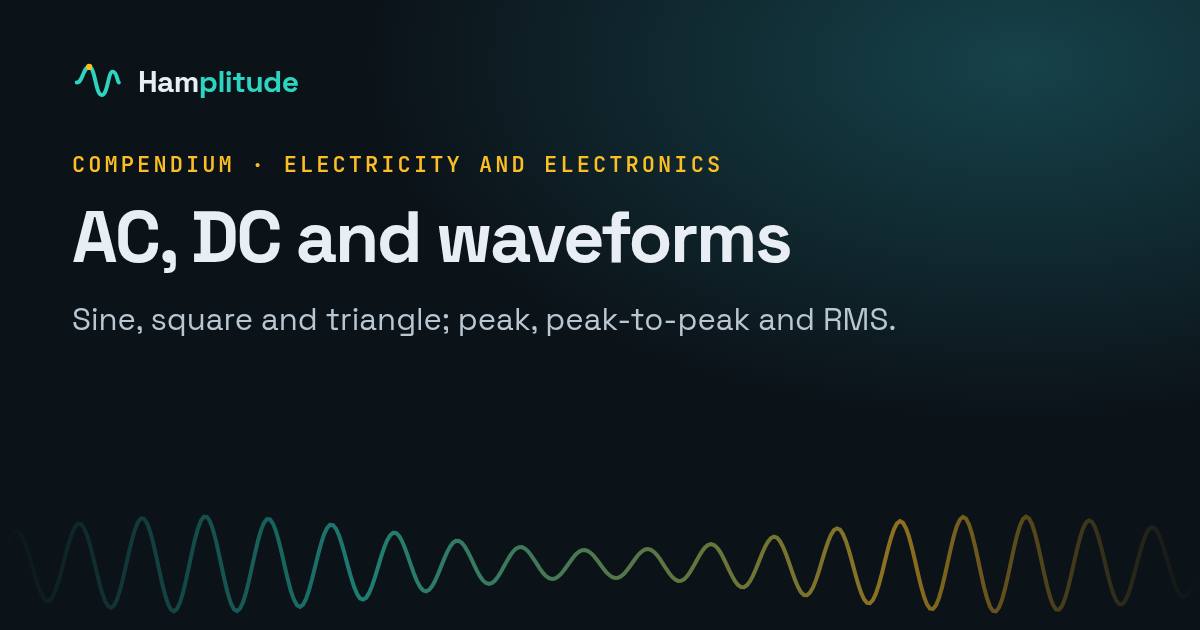 Hamplitude
COMPENDIUM · ELECTRICITY AND ELECTRONICS
AC, DC and waveforms
Sine, square and triangle; peak, peak-to-peak and RMS.